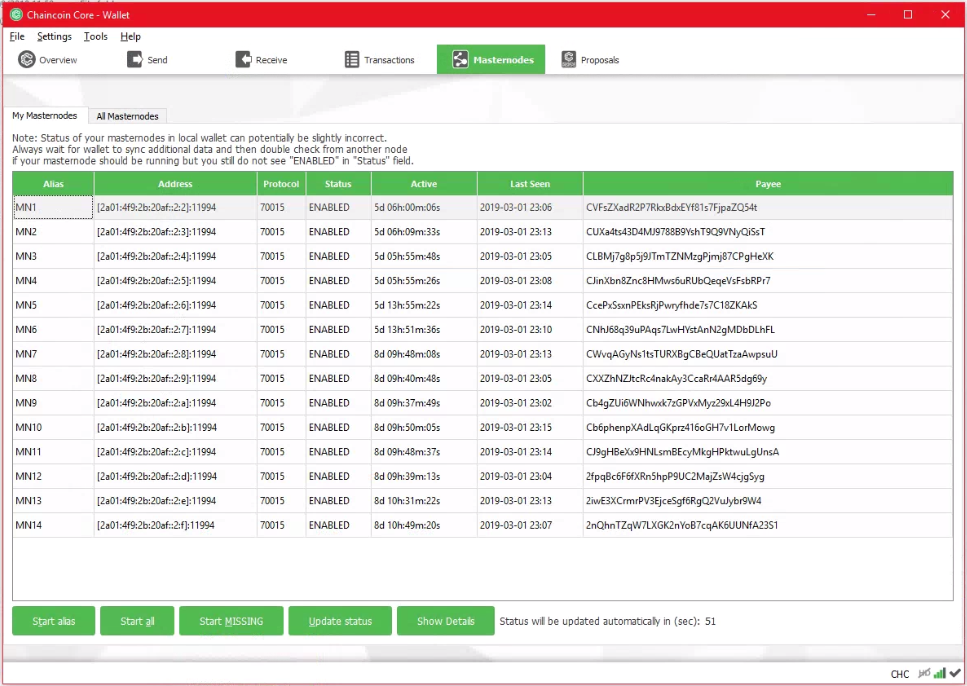 Chaincoin Core - Wallet
File Settings Tools Help
Overview Send Receive Transactions Masternodes Proposals
My Masternodes All Masternodes
Note: Status of your masternodes in local wallet can potentially be slightly incorrect.
Always wait for wallet to sync additional data and then double check from another node
if your masternode should be running but you still do not see "ENABLED" in "Status" field.
Alias Address Protocol Status Active Last Seen Payee
MN1 [2a01:4f9:2b:20af::2:2]:11994 70015 ENABLED 5d 06h:00m:06s 2019-03-01 23:06 CVFsZXadR2P7RkxBdxEYf81s7FjpaZQ54t
MN2 [2a01:4f9:2b:20af::2:3]:11994 70015 ENABLED 5d 06h:09m:33s 2019-03-01 23:13 CUXa4ts43D4MJ9788B9YshT9Q9VNyQiSsT
MN3 [2a01:4f9:2b:20af::2:4]:11994 70015 ENABLED 5d 05h:55m:48s 2019-03-01 23:05 CLBMj7g8p5j9JTmTZNMzgPjmj87CPgHeXK
MN4 [2a01:4f9:2b:20af::2:5]:11994 70015 ENABLED 5d 05h:55m:26s 2019-03-01 23:08 CJinXbn8Znc8HMws6uRUbQeqeVsFsbRPr7
MN5 [2a01:4f9:2b:20af::2:6]:11994 70015 ENABLED 5d 13h:55m:22s 2019-03-01 23:14 CcePxSsxnPEksRjPwryfhde7s7C18ZKAkS
MN6 [2a01:4f9:2b:20af::2:7]:11994 70015 ENABLED 5d 13h:51m:36s 2019-03-01 23:10 CNhJ68q39uPAqs7LwHYstAnN2gMDbDLhFL
MN7 [2a01:4f9:2b:20af::2:8]:11994 70015 ENABLED 8d 09h:48m:08s 2019-03-01 23:13 CWvqAGyNs1tsTURXBgCBeQUatTzaAwpsuU
MN8 [2a01:4f9:2b:20af::2:9]:11994 70015 ENABLED 8d 09h:40m:48s 2019-03-01 23:05 CXXZhNZJtcRc4nakAy3CcaRr4AAR5dg69y
MN9 [2a01:4f9:2b:20af::2:a]:11994 70015 ENABLED 8d 09h:37m:49s 2019-03-01 23:02 Cb4gZUi6WNhwxk7zGPVxMyz29xL4H9J2Po
MN10 [2a01:4f9:2b:20af::2:b]:11994 70015 ENABLED 8d 09h:50m:05s 2019-03-01 23:15 Cb6phenpXAdLqGKprz416oGH7v1LorMowg
MN11 [2a01:4f9:2b:20af::2:c]:11994 70015 ENABLED 8d 09h:48m:37s 2019-03-01 23:14 CJ9gHBeXx9HNLsmBEcyMkgHPktwuLgUnsA
MN12 [2a01:4f9:2b:20af::2:d]:11994 70015 ENABLED 8d 09h:39m:13s 2019-03-01 23:04 2fpqBc6F6fXRn5hpP9UC2MajZsW4cjgSyg
MN13 [2a01:4f9:2b:20af::2:e]:11994 70015 ENABLED 8d 10h:31m:22s 2019-03-01 23:13 2iwE3XCrmrPV3EjceSgf6RgQ2VuJybr9W4
MN14 [2a01:4f9:2b:20af::2:f]:11994 70015 ENABLED 8d 10h:49m:20s 2019-03-01 23:07 2nQhnTZqW7LXGK2nYoB7cqAK6UUNfA23S1
Start alias Start all Start MISSING Update status Show Details Status will be updated automatically in (sec): 51
CHC HD